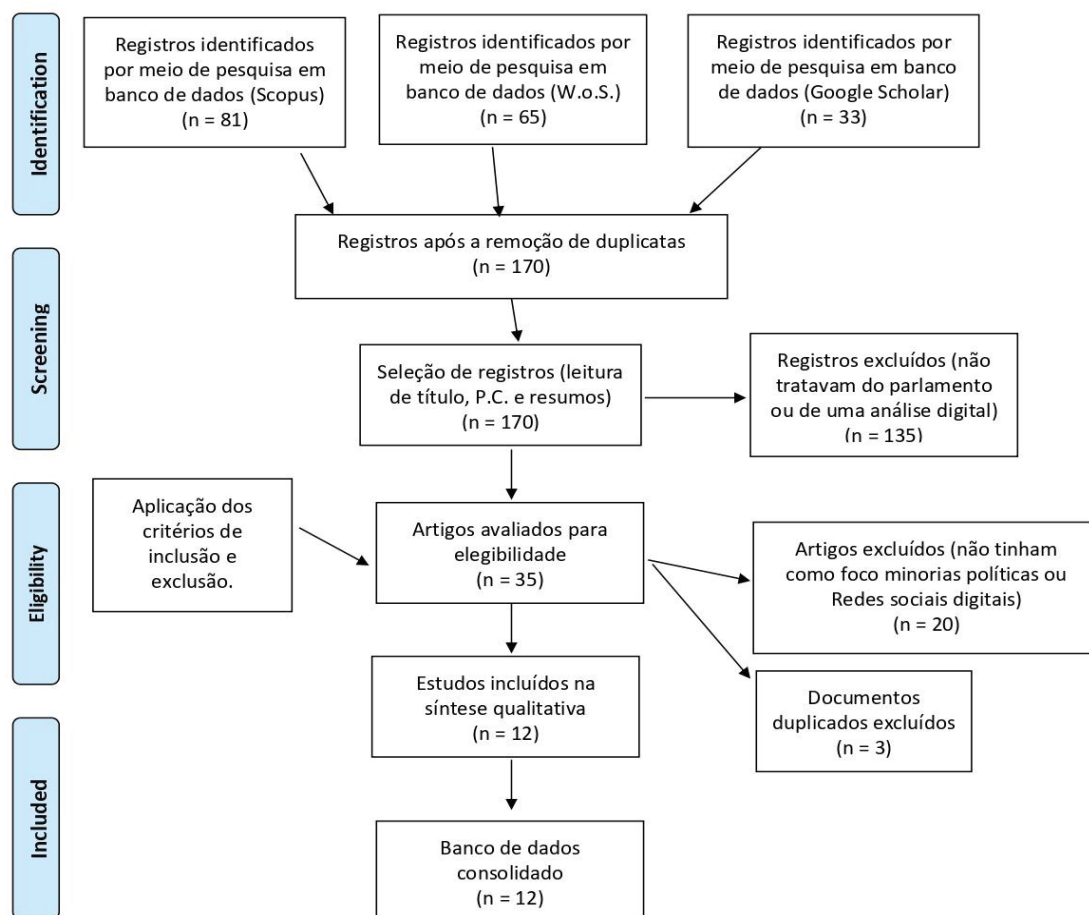 Identification
Registros identificados
por meio de pesquisa em
banco de dados (Scopus)
(n = 81)
Registros identificados por
meio de pesquisa em
banco de dados (W.o.S.)
(n = 65)
Registros identificados por
meio de pesquisa em banco
de dados (Google Scholar)
(n = 33)
Registros após a remoção de duplicatas
(n = 170)
Screening
Seleção de registros (leitura
de título, P.C. e resumos)
(n = 170)
Registros excluídos (não
tratavam do parlamento
ou de uma análise digital)
(n = 135)
Eligibility
Aplicação dos
critérios de
inclusão e
exclusão.
Artigos avaliados para
elegibilidade
(n = 35)
Artigos excluídos (não tinham
como foco minorias políticas ou
Redes sociais digitais)
(n = 20)
Estudos incluídos na
síntese qualitativa
(n = 12)
Documentos
duplicados excluídos
(n = 3)
Included
Banco de dados
consolidado
(n = 12)